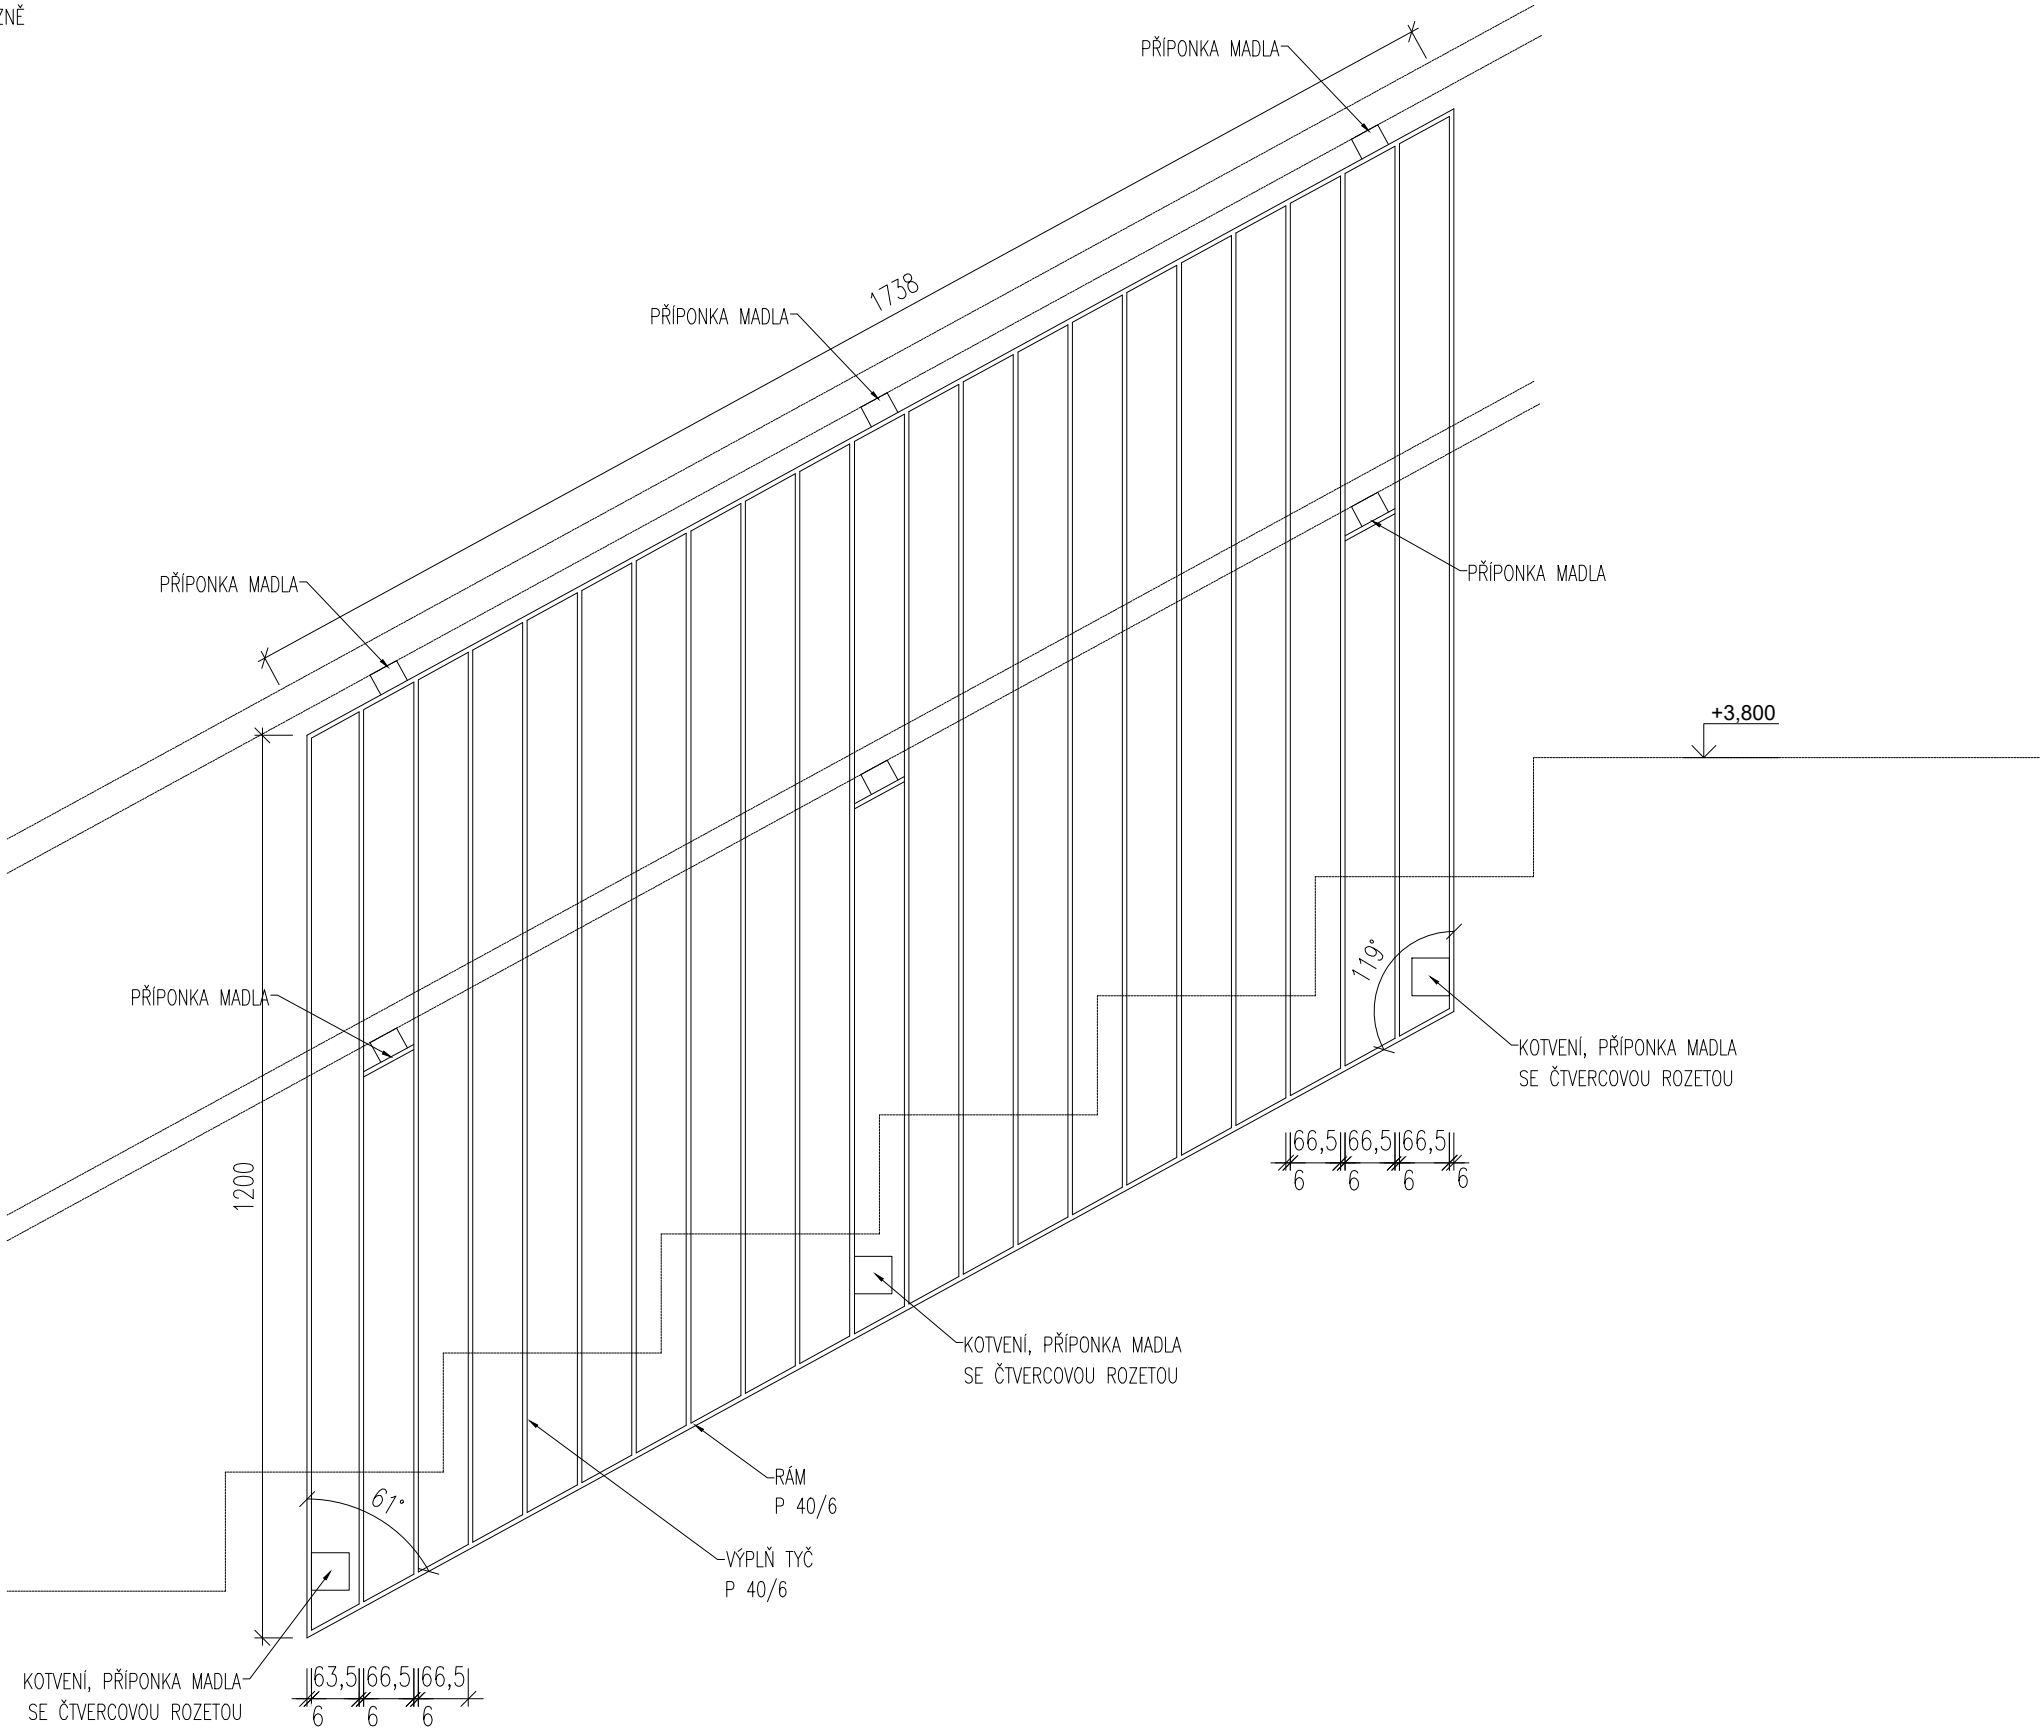 ZNĚ
PŘÍPONKA MADLA
1738
PŘÍPONKA MADLA
PŘÍPONKA MADLA
PŘÍPONKA MADLA
+3,800
119°
PŘÍPONKA MADLA
KOTVENÍ, PŘÍPONKA MADLA
SE ČTVERCOVOU ROZETOU
66,5 66,5 66,5
6 6 6 6
1200
KOTVENÍ, PŘÍPONKA MADLA
SE ČTVERCOVOU ROZETOU
RÁM
P 40/6
61°
VÝPLŇ TYČ
P 40/6
KOTVENÍ, PŘÍPONKA MADLA
SE ČTVERCOVOU ROZETOU
63,5 66,5 66,5
6 6 6